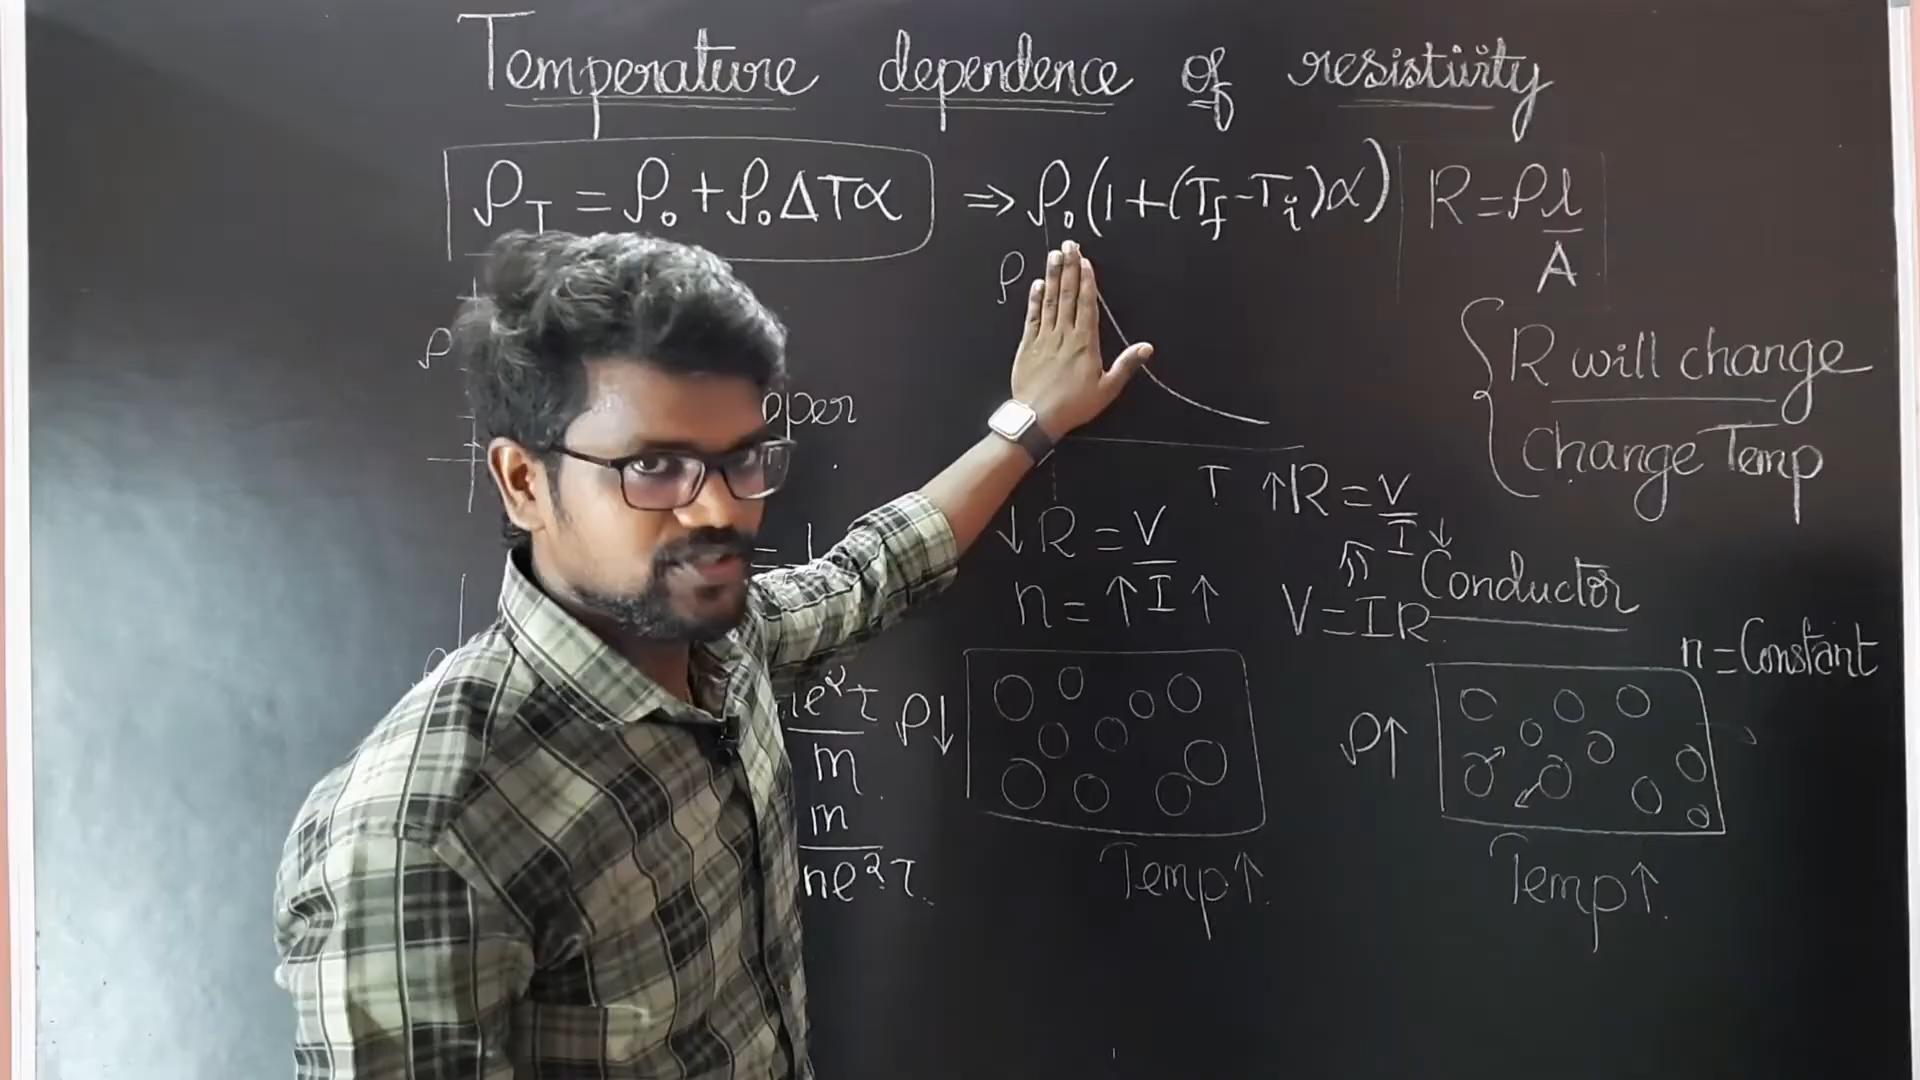 Temperature dependence of resistivity
ρT = ρ₀ + ρ₀ΔTα ⇒ ρ₀(1+(Tf-Ti)α)
R = ρl/A
ρ
ρ
R will change
Change Temp
T
↑R = V/I↓
↓R = V/I
n = ↑I↑
V = IR
Conductor
n = Constant
ρ↓
ρ↑
m
m
ne²τ
Temp↑
Temp↑